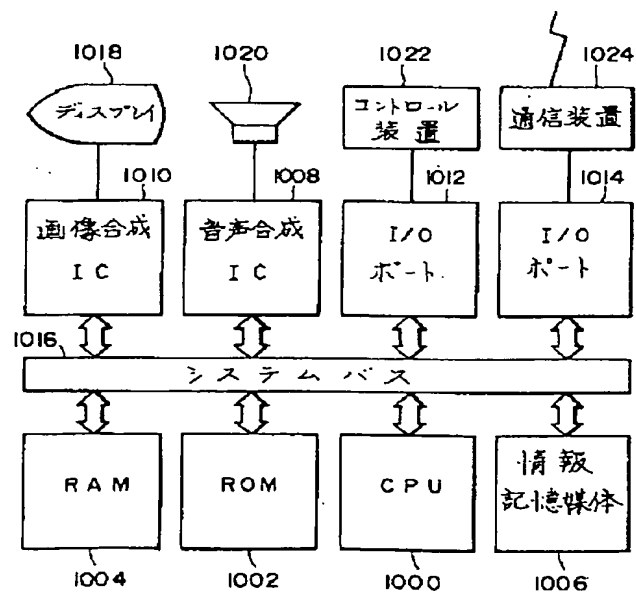 1018
1020
1022
1024
ディスプレイ
コントロール
装置
通信装置
1010
1008
1012
1014
画像合成
IC
音声合成
IC
I/O
ポート
I/O
ポート
1016
システムバス
RAM
ROM
CPU
情報
記憶媒体
1004
1002
1000
1006